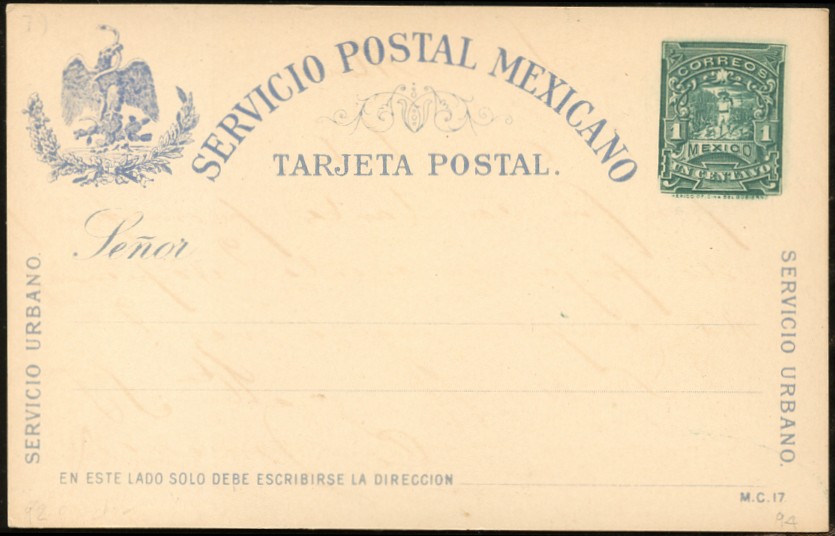 SERVICIO POSTAL MEXICANO
TARJETA POSTAL.
CORREOS
1 1
MEXICO
UN CENTAVO
Señor
SERVICIO URBANO.
SERVICIO URBANO.
EN ESTE LADO SOLO DEBE ESCRIBIRSE LA DIRECCION
M.C.17
94